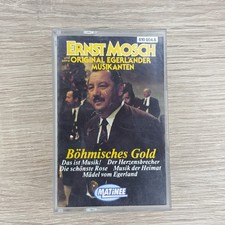 ERNST MOSCH
ORIGINAL EGERLÄNDER
MUSIKANTEN
Böhmisches Gold
Das ist Musik! Der Herzensbrecher
Die schönste Rose Musik der Heimat
Mädel vom Egerland
MATINEE